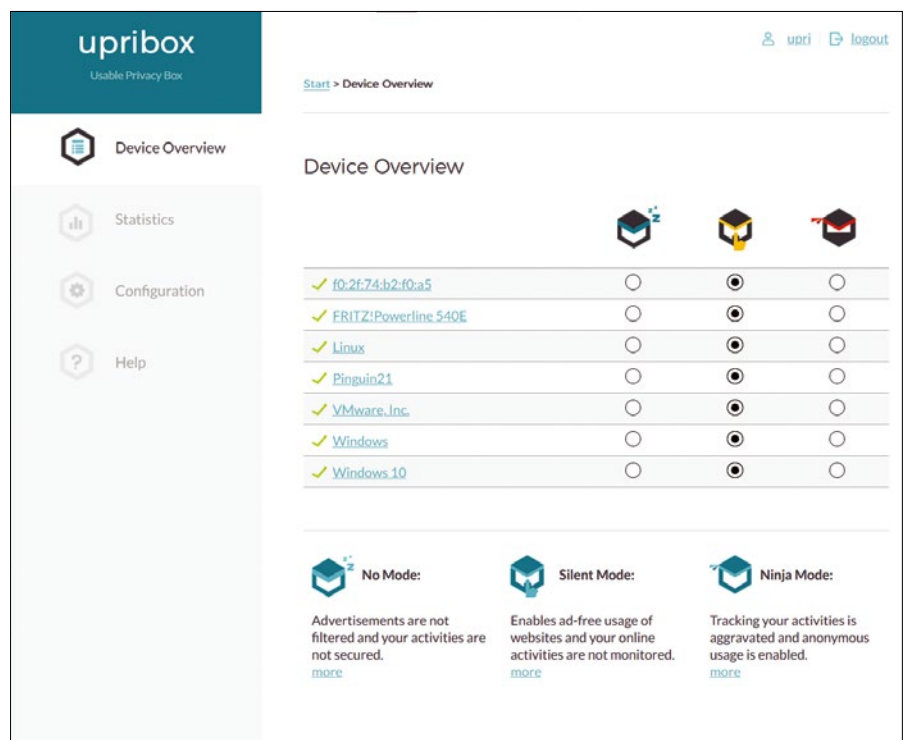 upribox
Usable Privacy Box
upri logout
Start > Device Overview
Device Overview
Statistics
Configuration
Help
Device Overview
f0:2f:74:b2:f0:a5
FRITZ!Powerline 540E
Linux
Pinguin21
VMware, Inc.
Windows
Windows 10
No Mode:
Advertisements are not
filtered and your activities are
not secured.
more
Silent Mode:
Enables ad-free usage of
websites and your online
activities are not monitored.
more
Ninja Mode:
Tracking your activities is
aggravated and anonymous
usage is enabled.
more